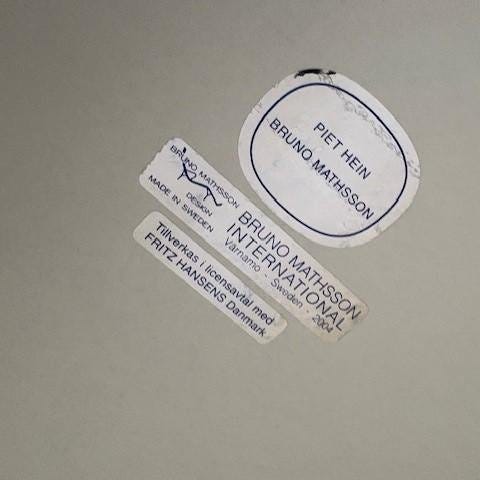 PIET HEIN
BRUNO MATHSSON
BRUNO MATHSSON
DESIGN
MADE IN SWEDEN
BRUNO MATHSSON
INTERNATIONAL
Värnamo - Sweden - 2004
Tillverkas i licensavtal med
FRITZ HANSENS Danmark